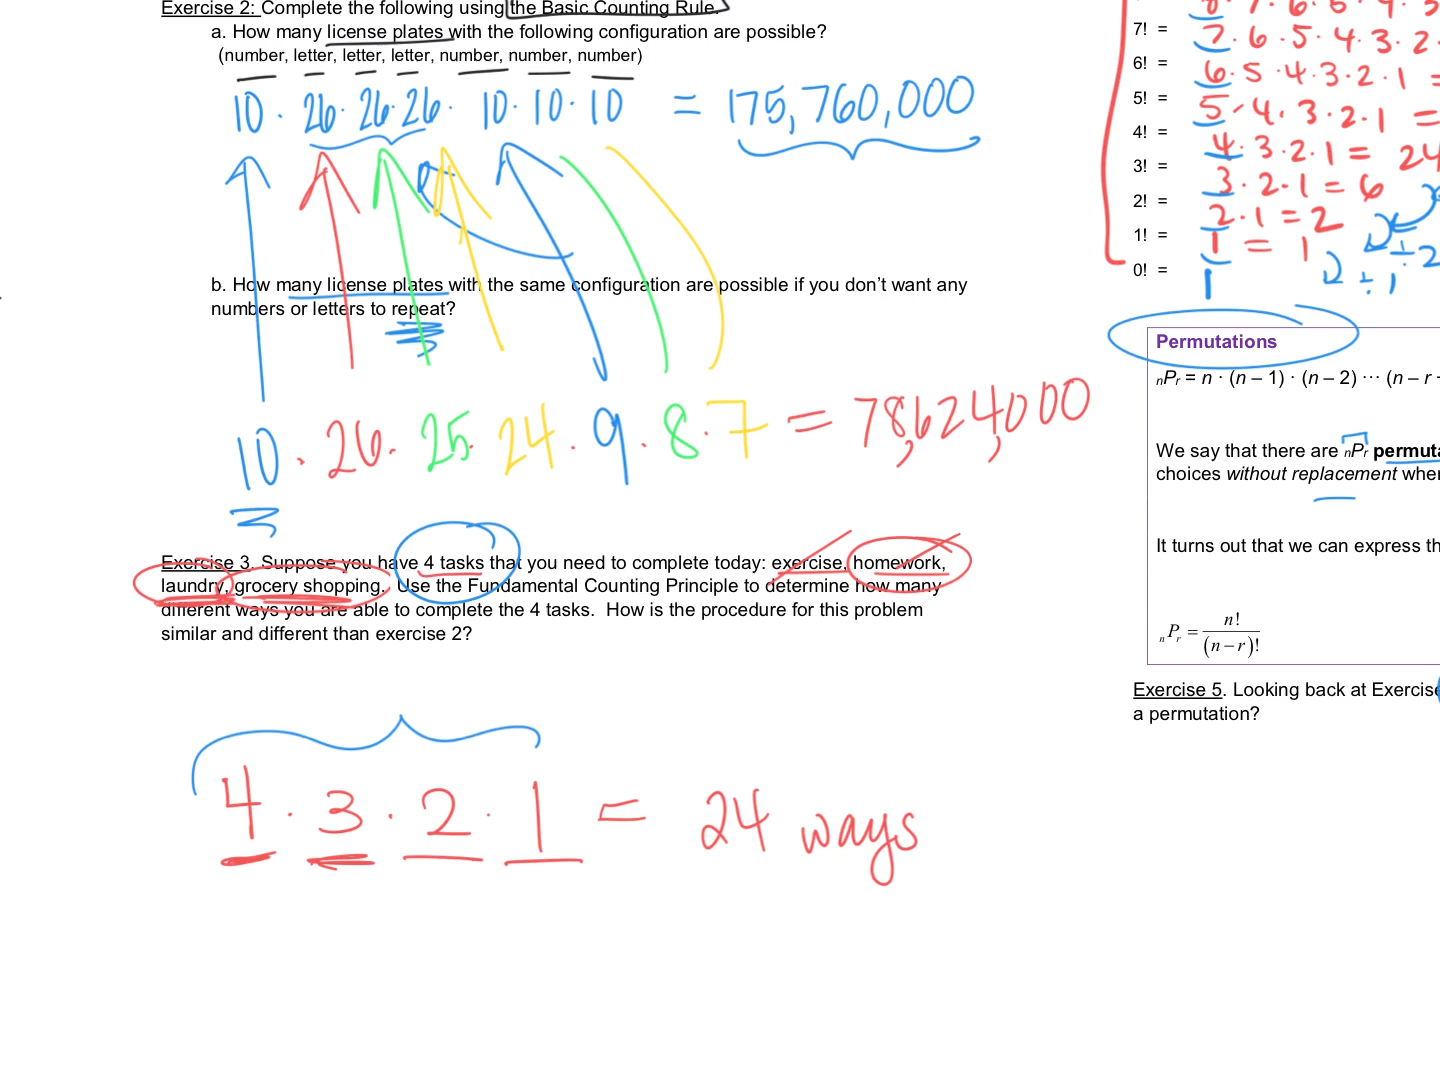 Exercise 2: Complete the following using the Basic Counting Rule.
a. How many license plates with the following configuration are possible?
(number, letter, letter, letter, number, number, number)
10 · 26 · 26 · 26 · 10 · 10 · 10 = 175,760,000
b. How many license plates with the same configuration are possible if you don't want any
numbers or letters to repeat?
10 · 26 · 25 · 24 · 9 · 8 · 7 = 78,624,000
Exercise 3. Suppose you have 4 tasks that you need to complete today: exercise, homework,
laundry, grocery shopping. Use the Fundamental Counting Principle to determine how many
different ways you are able to complete the 4 tasks. How is the procedure for this problem
similar and different than exercise 2?
4 · 3 · 2 · 1 = 24 ways
7! = 7 · 6 · 5 · 4 · 3 · 2 ·
6! = 6 · 5 · 4 · 3 · 2 · 1 =
5! = 5 · 4 · 3 · 2 · 1 =
4! = 4 · 3 · 2 · 1 = 24
3! = 3 · 2 · 1 = 6
2! = 2 · 1 = 2
1! = 1 = 1
÷ 2
0! = 1
÷ 1
Permutations
nPr = n · (n – 1) · (n – 2) ··· (n – r
We say that there are nPr
choices without replacement
It turns out that we can express
nPr = n! / (n − r)!
Exercise 5. Looking back at
a permutation?